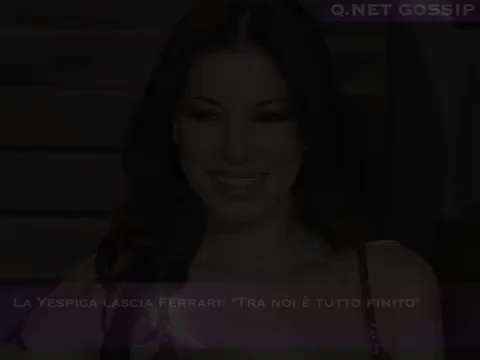 Q.NET GOSSIP
La Yespica lascia Ferrari: "Tra noi è tutto finito"